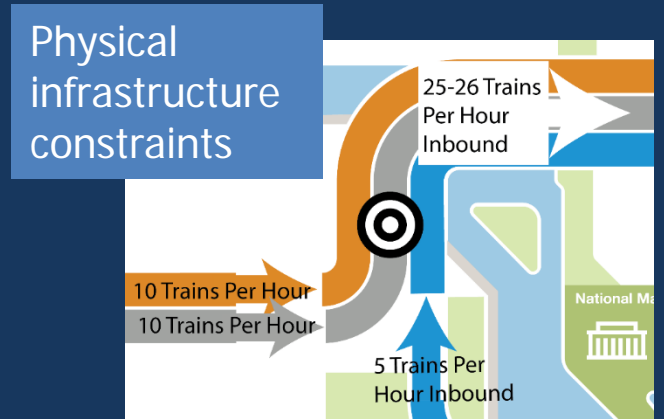 Physical
infrastructure
constraints
25-26 Trains
Per Hour
Inbound
10 Trains Per Hour
10 Trains Per Hour
National Ma
5 Trains Per
Hour Inbound